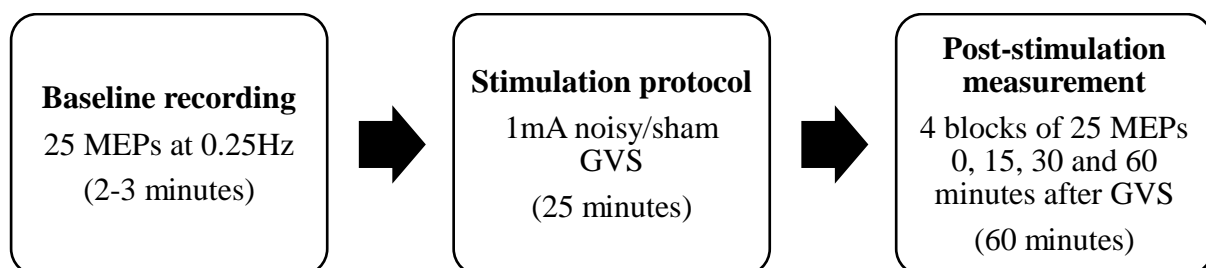 Baseline recording
25 MEPs at 0.25Hz
(2-3 minutes)
Stimulation protocol
1mA noisy/sham
GVS
(25 minutes)
Post-stimulation
measurement
4 blocks of 25 MEPs
0, 15, 30 and 60
minutes after GVS
(60 minutes)